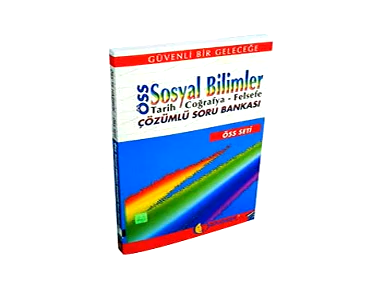 GÜVENLİ BİR GELECEĞE
ÖSS
Sosyal Bilimler
Tarih / Coğrafya - Felsefe
ÇÖZÜMLÜ SORU BANKASI
ÖSS SETİ